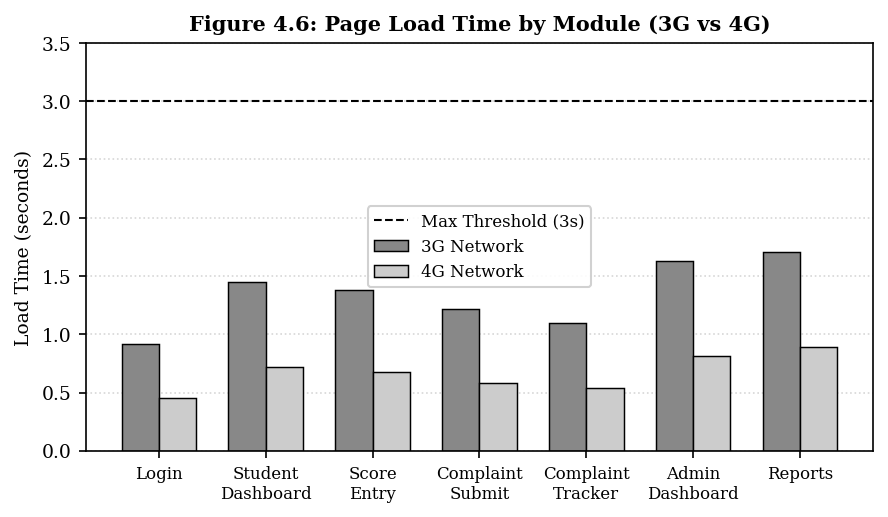 Figure 4.6: Page Load Time by Module (3G vs 4G)
Load Time (seconds)
3.5
3.0
2.5
2.0
1.5
1.0
0.5
0.0
Max Threshold (3s)
3G Network
4G Network
Login
Student
Dashboard
Score
Entry
Complaint
Submit
Complaint
Tracker
Admin
Dashboard
Reports